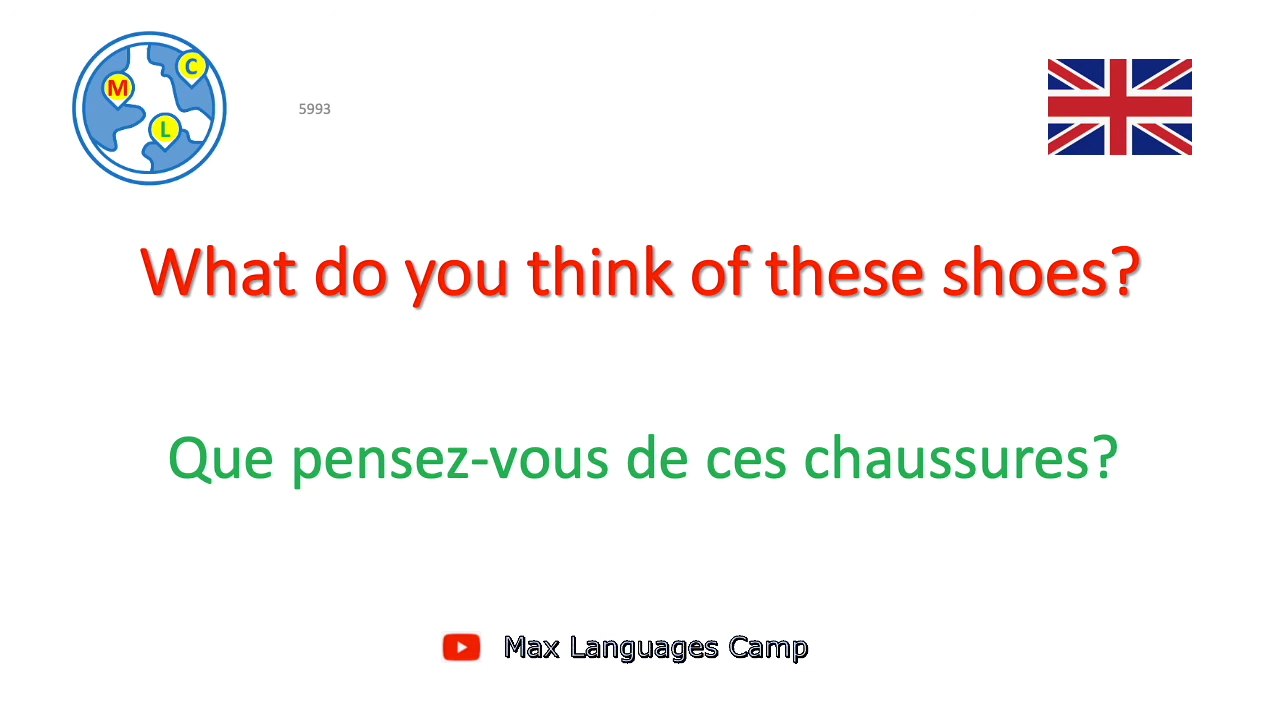 M
C
L
5993
What do you think of these shoes?
Que pensez-vous de ces chaussures?
Max Languages Camp